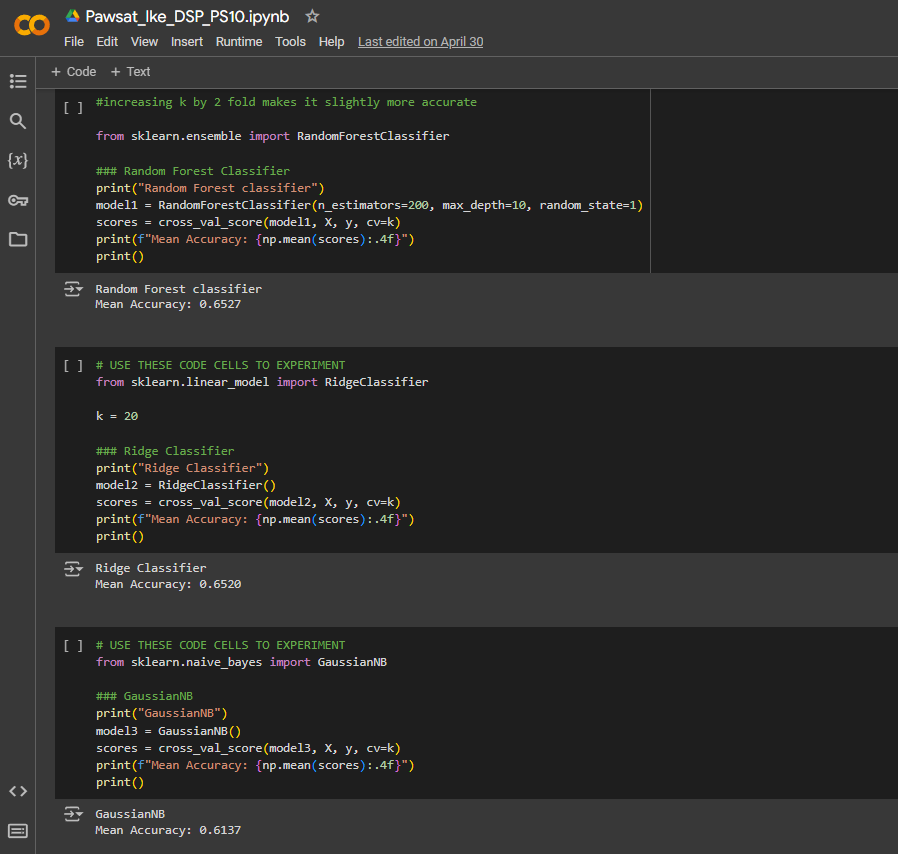 Pawsat_Ike_DSP_PS10.ipynb
File Edit View Insert Runtime Tools Help Last edited on April 30
+ Code + Text
[ ] #increasing k by 2 fold makes it slightly more accurate
from sklearn.ensemble import RandomForestClassifier
### Random Forest Classifier
print("Random Forest classifier")
model1 = RandomForestClassifier(n_estimators=200, max_depth=10, random_state=1)
scores = cross_val_score(model1, X, y, cv=k)
print(f"Mean Accuracy: {np.mean(scores):.4f}")
print()
Random Forest classifier
Mean Accuracy: 0.6527
[ ] # USE THESE CODE CELLS TO EXPERIMENT
from sklearn.linear_model import RidgeClassifier
k = 20
### Ridge Classifier
print("Ridge Classifier")
model2 = RidgeClassifier()
scores = cross_val_score(model2, X, y, cv=k)
print(f"Mean Accuracy: {np.mean(scores):.4f}")
print()
Ridge Classifier
Mean Accuracy: 0.6520
[ ] # USE THESE CODE CELLS TO EXPERIMENT
from sklearn.naive_bayes import GaussianNB
### GaussianNB
print("GaussianNB")
model3 = GaussianNB()
scores = cross_val_score(model3, X, y, cv=k)
print(f"Mean Accuracy: {np.mean(scores):.4f}")
print()
GaussianNB
Mean Accuracy: 0.6137